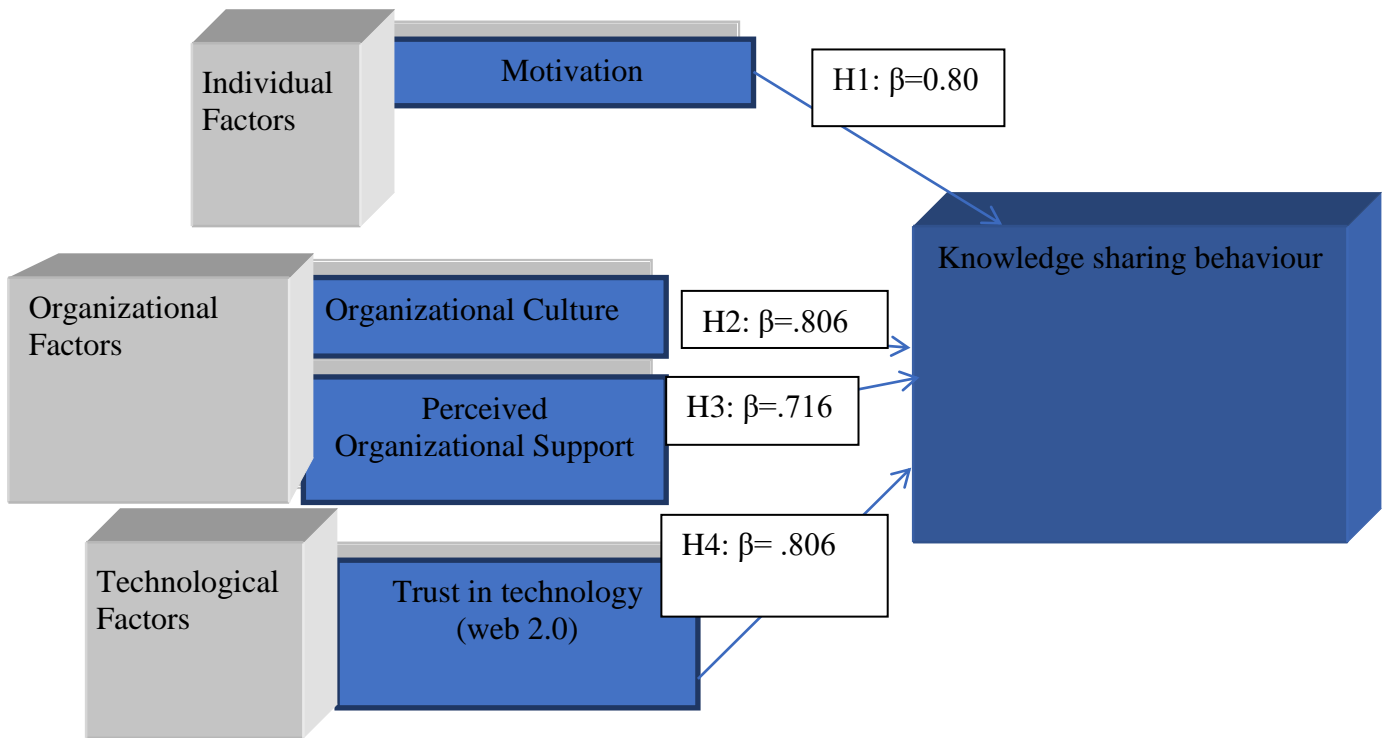 Individual
Factors
Motivation
H1: β=0.80
Knowledge sharing behaviour
Organizational
Factors
Organizational Culture
H2: β=.806
Perceived
Organizational Support
H3: β=.716
Technological
Factors
Trust in technology
(web 2.0)
H4: β= .806